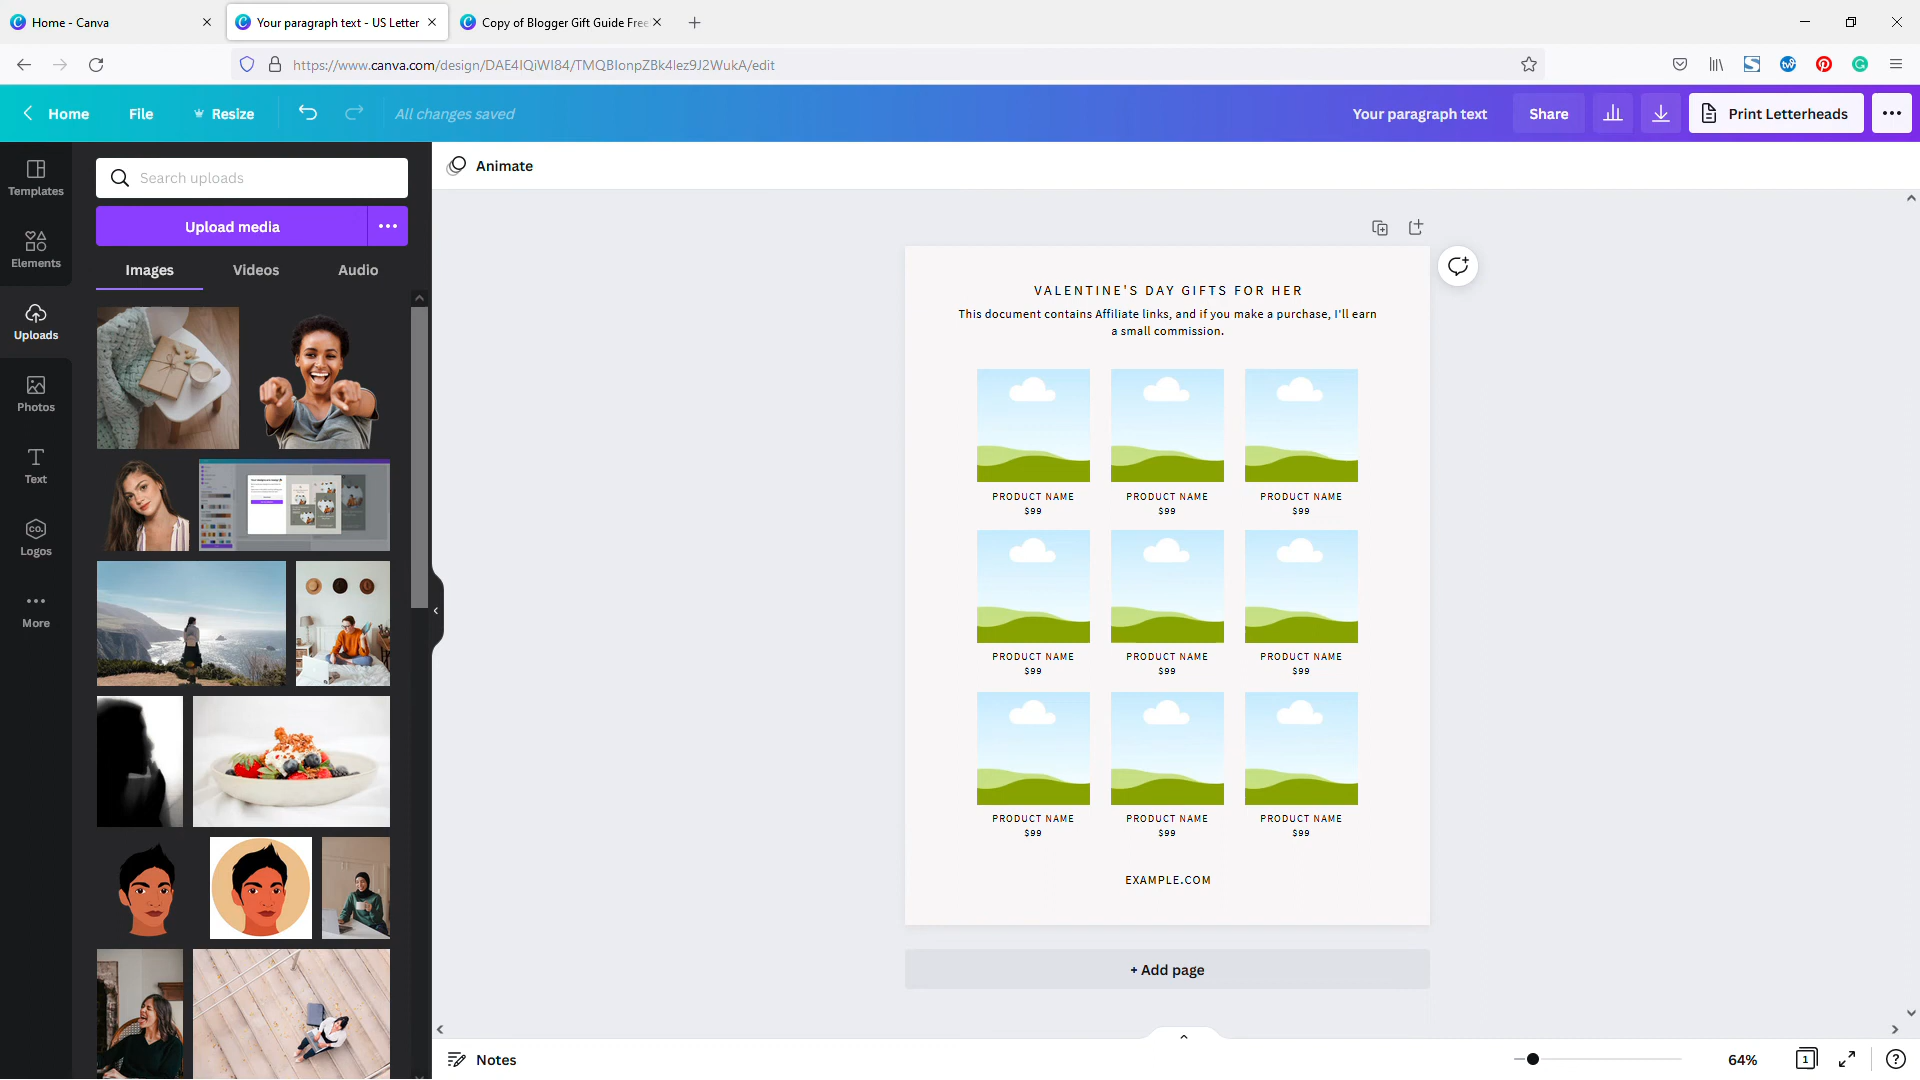 Home - Canva
Your paragraph text - US Letter
Copy of Blogger Gift Guide Free
https://www.canva.com/design/DAE4IQiWI84/TMQBIonpZBk4lez9J2WukA/edit
Home
File
Resize
All changes saved
Your paragraph text
Share
Print Letterheads
Templates
Elements
Uploads
Photos
Text
CO.
Logos
More
Search uploads
Upload media
Images
Videos
Audio
Animate
VALENTINE'S DAY GIFTS FOR HER
This document contains Affiliate links, and if you make a purchase, I'll earn
a small commission.
PRODUCT NAME PRODUCT NAME PRODUCT NAME
$99 $99 $99
PRODUCT NAME PRODUCT NAME PRODUCT NAME
$99 $99 $99
PRODUCT NAME PRODUCT NAME PRODUCT NAME
$99 $99 $99
EXAMPLE.COM
+ Add page
Notes
64%
1